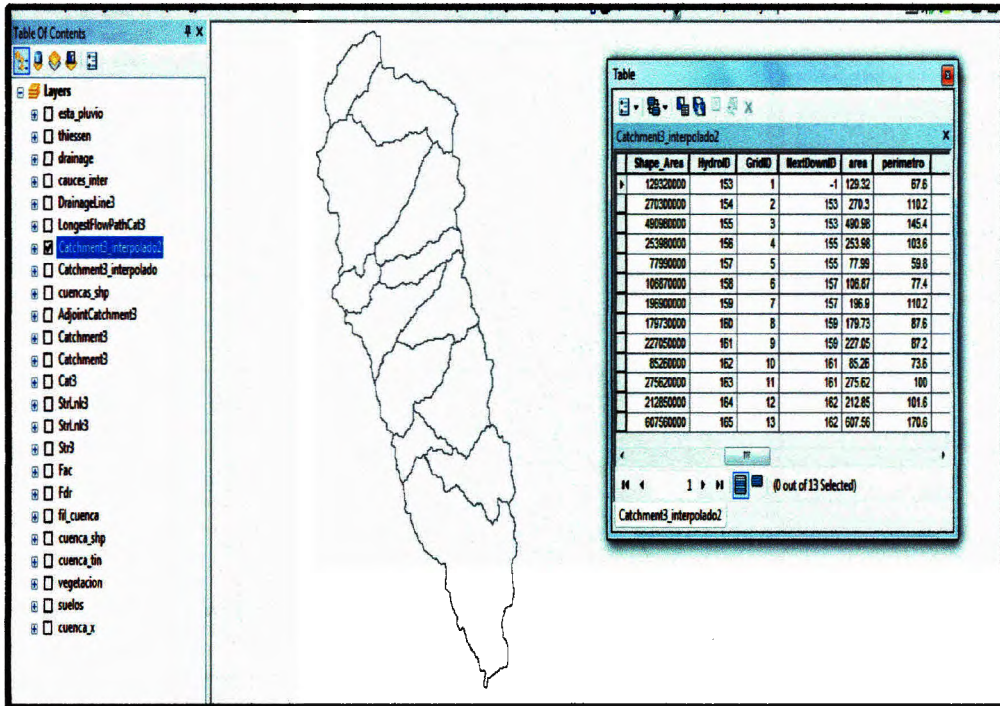 Table Of Contents
Layers
esta_pluvio
thiessen
drainage
cauces_inter
DrainageLine3
LongestFlowPathCat3
Catchment3_interpolado2
Catchment3_interpolado
cuencas_shp
AdjointCatchment3
Catchment3
Catchment3
Cat3
StrLnk3
StrLnk3
Str3
Fac
Fdr
fil_cuenca
cuenca_shp
cuenca_tin
vegetacion
suelos
cuenca_x
Table
Catchment3_interpolado2
Shape_Area HydroID GridID NextDownID area perimetro
129320000 153 1 -1 129.32 67.6
270300000 154 2 153 270.3 110.2
490980000 155 3 153 490.98 145.4
253980000 156 4 155 253.98 103.6
77990000 157 5 155 77.99 59.8
106870000 158 6 157 106.87 77.4
196900000 159 7 157 196.9 110.2
179730000 160 8 159 179.73 87.6
227050000 161 9 159 227.05 87.2
85260000 162 10 161 85.26 73.6
275620000 163 11 161 275.62 100
212850000 164 12 162 212.85 101.6
607560000 165 13 162 607.56 170.6
1
(0 out of 13 Selected)
Catchment3_interpolado2